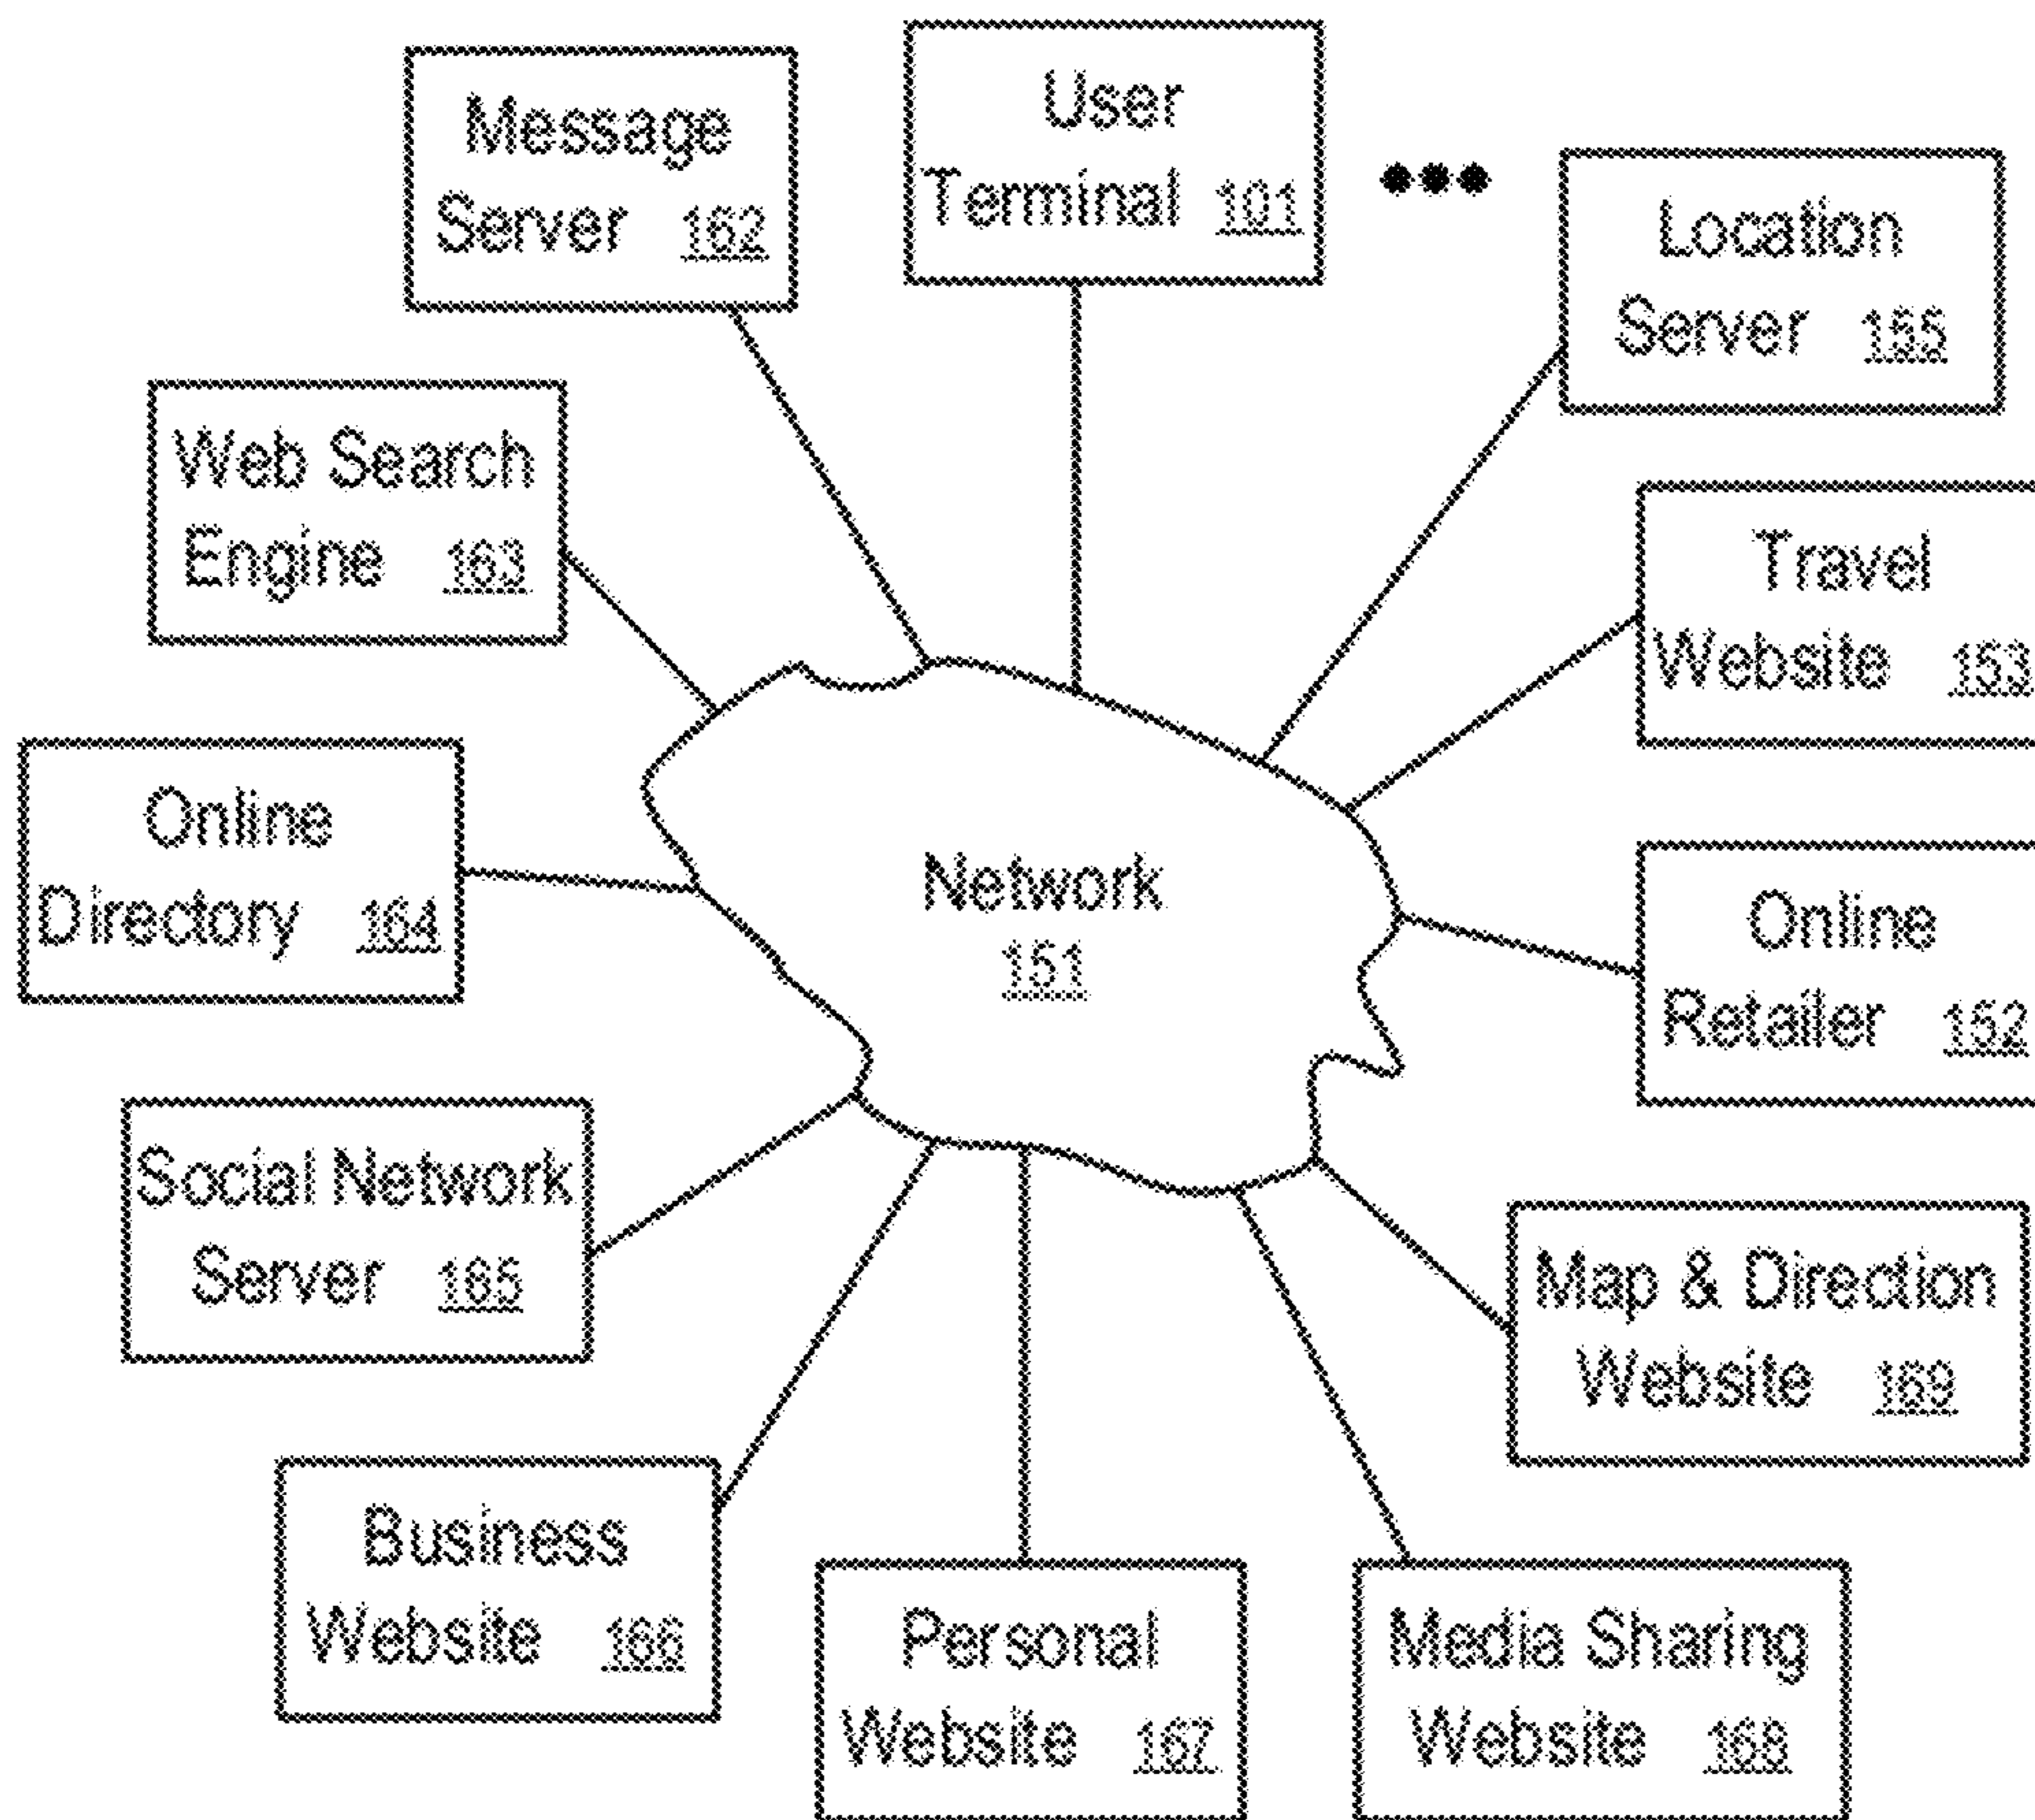 Message
Server 162
User
Terminal 101
Location
Server 155
Web Search
Engine 163
Travel
Website 153
Online
Directory 164
Network
151
Online
Retailer 152
Social Network
Server 165
Map & Direction
Website 169
Business
Website 166
Personal
Website 167
Media Sharing
Website 168